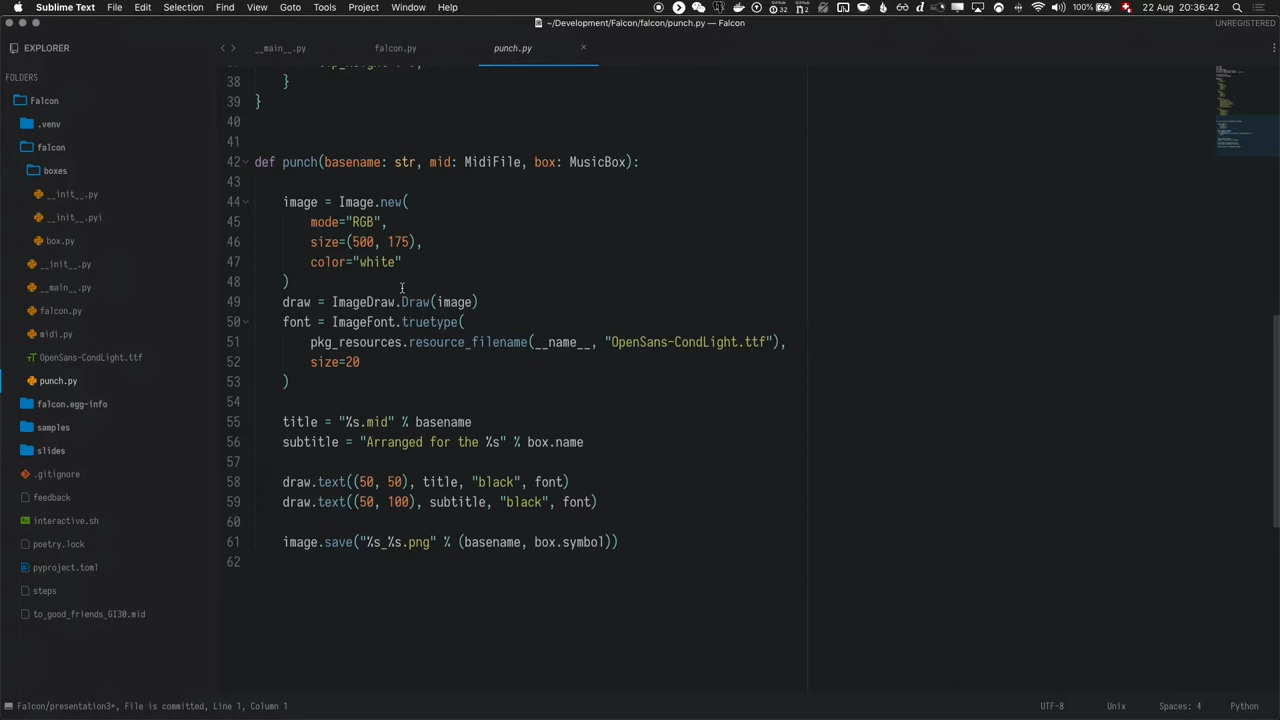 Sublime Text File Edit Selection Find View Goto Tools Project Window Help 100% 22 Aug 20:36:42
~/Development/Falcon/falcon/punch.py — Falcon UNREGISTERED
EXPLORER
__main__.py falcon.py punch.py ×
FOLDERS
Falcon
.venv
falcon
boxes
__init__.py
__init__.pyi
box.py
__init__.py
__main__.py
falcon.py
midi.py
OpenSans-CondLight.ttf
punch.py
falcon.egg-info
samples
slides
.gitignore
feedback
interactive.sh
poetry.lock
pyproject.toml
steps
to_good_friends_GI30.mid
38 }
39 }
40
41
42 def punch(basename: str, mid: MidiFile, box: MusicBox):
43
44 image = Image.new(
45 mode="RGB",
46 size=(500, 175),
47 color="white"
48 )
49 draw = ImageDraw.Draw(image)
50 font = ImageFont.truetype(
51 pkg_resources.resource_filename(__name__, "OpenSans-CondLight.ttf"),
52 size=20
53 )
54
55 title = "%s.mid" % basename
56 subtitle = "Arranged for the %s" % box.name
57
58 draw.text((50, 50), title, "black", font)
59 draw.text((50, 100), subtitle, "black", font)
60
61 image.save("%s_%s.png" % (basename, box.symbol))
62
Falcon/presentation3*, File is committed, Line 1, Column 1 UTF-8 Unix Spaces: 4 Python